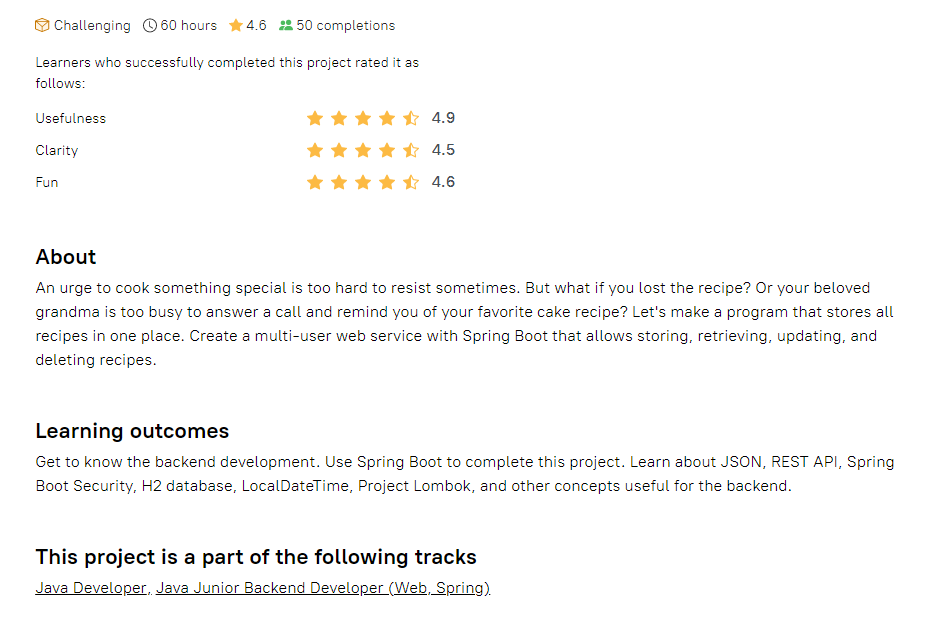 Challenging 60 hours 4.6 50 completions
Learners who successfully completed this project rated it as
follows:
Usefulness 4.9
Clarity 4.5
Fun 4.6
About
An urge to cook something special is too hard to resist sometimes. But what if you lost the recipe? Or your beloved
grandma is too busy to answer a call and remind you of your favorite cake recipe? Let's make a program that stores all
recipes in one place. Create a multi-user web service with Spring Boot that allows storing, retrieving, updating, and
deleting recipes.
Learning outcomes
Get to know the backend development. Use Spring Boot to complete this project. Learn about JSON, REST API, Spring
Boot Security, H2 database, LocalDateTime, Project Lombok, and other concepts useful for the backend.
This project is a part of the following tracks
Java Developer, Java Junior Backend Developer (Web, Spring)